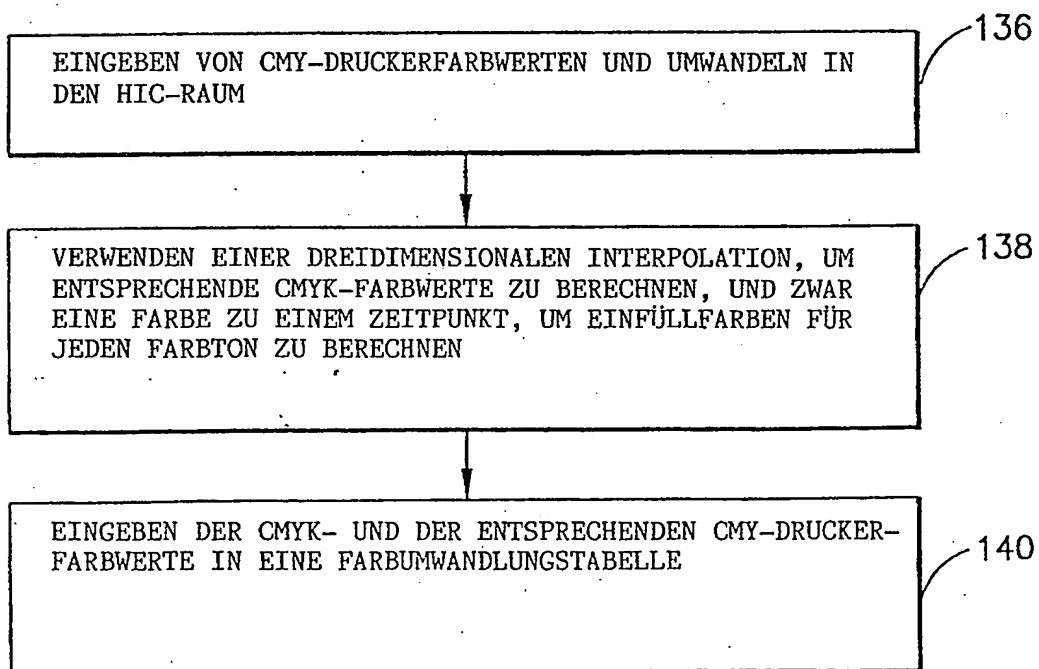 136
EINGEBEN VON CMY-DRUCKERFARBWERTEN UND UMWANDELN IN
DEN HIC-RAUM
138
VERWENDEN EINER DREIDIMENSIONALEN INTERPOLATION, UM
ENTSPRECHENDE CMYK-FARBWERTE ZU BERECHNEN, UND ZWAR
EINE FARBE ZU EINEM ZEITPUNKT, UM EINFÜLLFARBEN FÜR
JEDEN FARBTON ZU BERECHNEN
EINGEBEN DER CMYK- UND DER ENTSPRECHENDEN CMY-DRUCKER-
FARBWERTE IN EINE FARBUMWANDLUNGSTABELLE
140